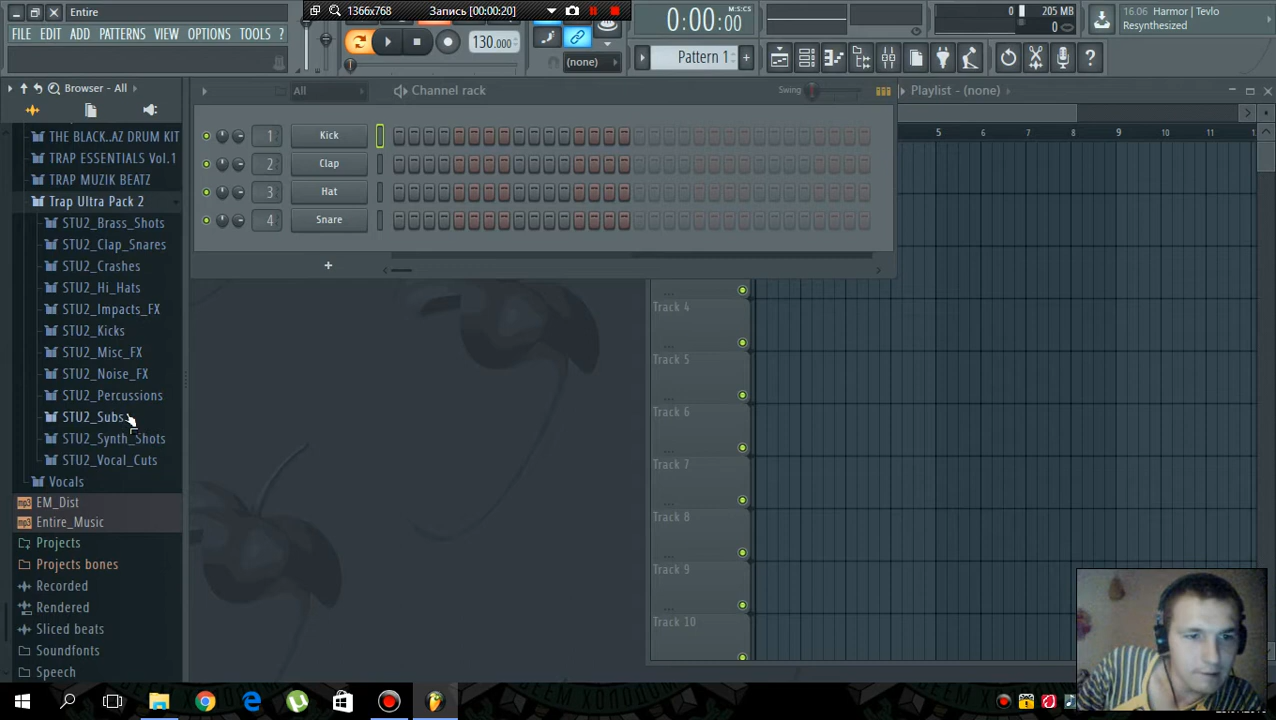 Entire
1366x768 Запись [00:00:20]
FILE EDIT ADD PATTERNS VIEW OPTIONS TOOLS ?
130.000
(none)
0:00:00
M:S:CS
Pattern 1
0
205 MB
0
16.06 Harmor | Tevlo
Resynthesized
Browser - All
All
Channel rack
Swing
Playlist - (none)
1 Kick
2 Clap
3 Hat
4 Snare
+
5 6 7 8 9 10 11
THE BLACK..AZ DRUM KIT
TRAP ESSENTIALS Vol.1
TRAP MUZIK BEATZ
Trap Ultra Pack 2
STU2_Brass_Shots
STU2_Clap_Snares
STU2_Crashes
STU2_Hi_Hats
STU2_Impacts_FX
STU2_Kicks
STU2_Misc_FX
STU2_Noise_FX
STU2_Percussions
STU2_Subs
STU2_Synth_Shots
STU2_Vocal_Cuts
Vocals
mp3 EM_Dist
mp3 Entire_Music
Projects
Projects bones
Recorded
Rendered
Sliced beats
Soundfonts
Speech
Track 4
Track 5
Track 6
Track 7
Track 8
Track 9
Track 10